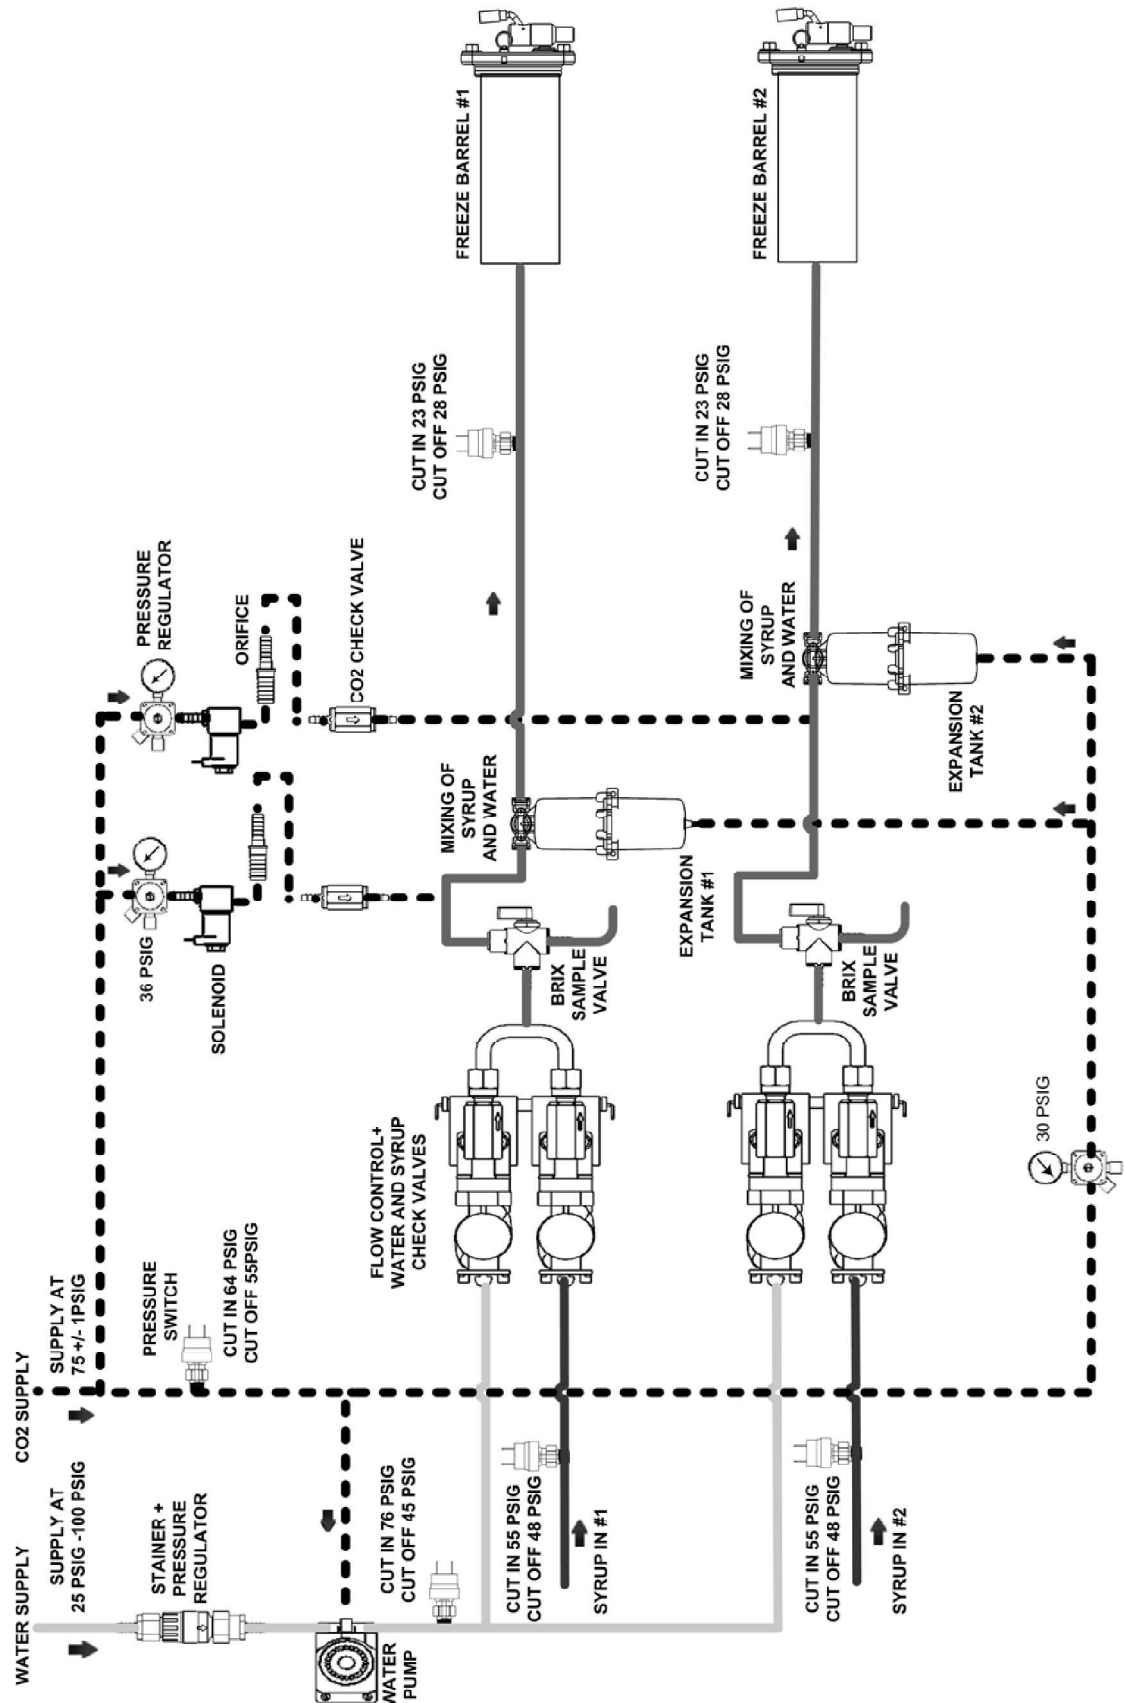 WATER SUPPLY
SUPPLY AT
25 PSIG -100 PSIG
STAINER +
PRESSURE
REGULATOR
WATER
PUMP
CO2 SUPPLY
SUPPLY AT
75 +/- 1PSIG
PRESSURE
SWITCH
CUT IN 64 PSIG
CUT OFF 55PSIG
CUT IN 76 PSIG
CUT OFF 45 PSIG
CUT IN 55 PSIG
CUT OFF 48 PSIG
SYRUP IN #1
CUT IN 55 PSIG
CUT OFF 48 PSIG
SYRUP IN #2
FLOW CONTROL+
WATER AND SYRUP
CHECK VALVES
30 PSIG
36 PSIG
SOLENOID
BRIX
SAMPLE
VALVE
BRIX
SAMPLE
VALVE
MIXING OF
SYRUP
AND WATER
EXPANSION
TANK #1
PRESSURE
REGULATOR
ORIFICE
CO2 CHECK VALVE
MIXING OF
SYRUP
AND WATER
EXPANSION
TANK #2
CUT IN 23 PSIG
CUT OFF 28 PSIG
CUT IN 23 PSIG
CUT OFF 28 PSIG
FREEZE BARREL #1
FREEZE BARREL #2